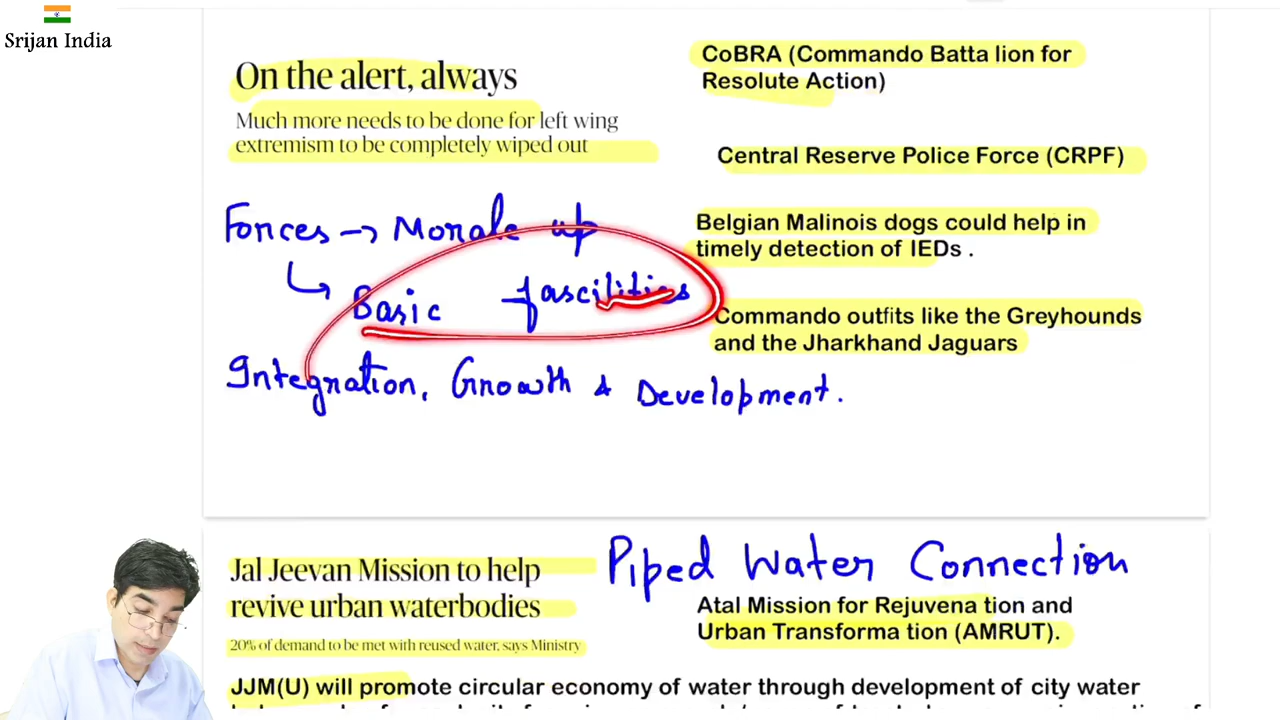 Srijan India
On the alert, always
Much more needs to be done for left wing
extremism to be completely wiped out
Forces → Morale up
↳ Basic fascilities
Integration, Growth & Development.
CoBRA (Commando Batta lion for
Resolute Action)
Central Reserve Police Force (CRPF)
Belgian Malinois dogs could help in
timely detection of IEDs .
Commando outfits like the Greyhounds
and the Jharkhand Jaguars
Jal Jeevan Mission to help
revive urban waterbodies
20% of demand to be met with reused water, says Ministry
Piped Water Connection
Atal Mission for Rejuvena tion and
Urban Transforma tion (AMRUT).
JJM(U) will promote circular economy of water through development of city water